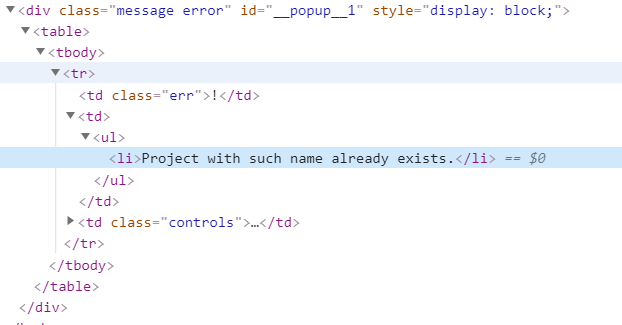 ▼<div class="message error" id="__popup__1" style="display: block;">
▼<table>
▼<tbody>
▼<tr>
<td class="err">!</td>
▼<td>
▼<ul>
<li>Project with such name already exists.</li> == $0
</ul>
</td>
▶<td class="controls">…</td>
</tr>
</tbody>
</table>
</div>